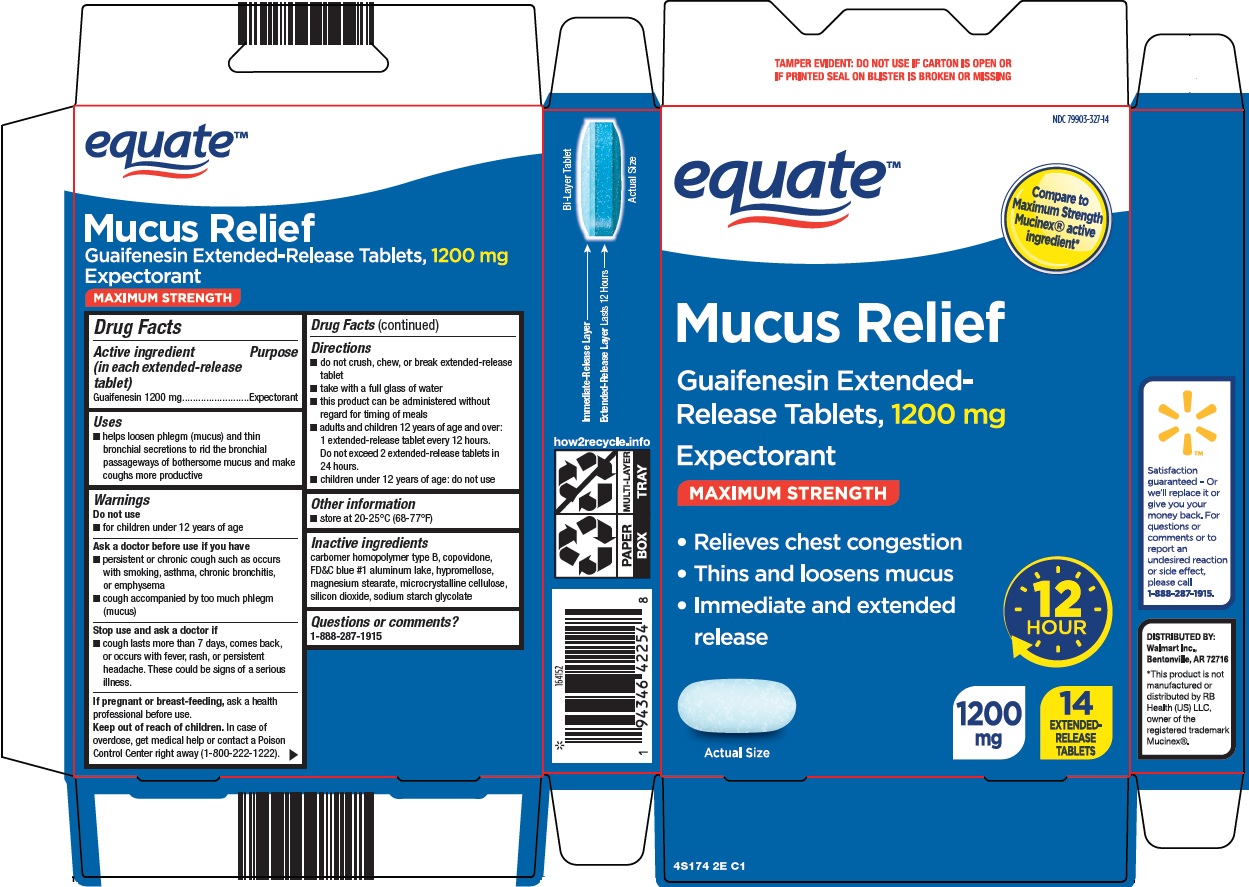 equate™
Mucus Relief
Guaifenesin Extended-Release Tablets, 1200 mg
Expectorant
MAXIMUM STRENGTH
Drug Facts
Active ingredient Purpose
(in each extended-release
tablet)
Guaifenesin 1200 mg.........................Expectorant
Uses
■ helps loosen phlegm (mucus) and thin
bronchial secretions to rid the bronchial
passageways of bothersome mucus and make
coughs more productive
Warnings
Do not use
■ for children under 12 years of age
Ask a doctor before use if you have
■ persistent or chronic cough such as occurs
with smoking, asthma, chronic bronchitis,
or emphysema
■ cough accompanied by too much phlegm
(mucus)
Stop use and ask a doctor if
■ cough lasts more than 7 days, comes back,
or occurs with fever, rash, or persistent
headache. These could be signs of a serious
illness.
If pregnant or breast-feeding, ask a health
professional before use.
Keep out of reach of children. In case of
overdose, get medical help or contact a Poison
Control Center right away (1-800-222-1222).
Drug Facts (continued)
Directions
■ do not crush, chew, or break extended-release
tablet
■ take with a full glass of water
■ this product can be administered without
regard for timing of meals
■ adults and children 12 years of age and over:
1 extended-release tablet every 12 hours.
Do not exceed 2 extended-release tablets in
24 hours.
■ children under 12 years of age: do not use
Other information
■ store at 20-25°C (68-77°F)
Inactive ingredients
carbomer homopolymer type B, copovidone,
FD&C blue #1 aluminum lake, hypromellose,
magnesium stearate, microcrystalline cellulose,
silicon dioxide, sodium starch glycolate
Questions or comments?
1-888-287-1915
Bi-Layer Tablet
Actual Size
Immediate-Release Layer
Extended-Release Layer Lasts 12 Hours
how2recycle.info
PAPER
BOX
MULTI-LAYER
TRAY
164152
1 94346 42254 8
TAMPER EVIDENT: DO NOT USE IF CARTON IS OPEN OR
IF PRINTED SEAL ON BLISTER IS BROKEN OR MISSING
NDC 79903-327-14
equate™
Compare to
Maximum Strength
Mucinex® active
ingredient*
Mucus Relief
Guaifenesin Extended-
Release Tablets, 1200 mg
Expectorant
MAXIMUM STRENGTH
• Relieves chest congestion
• Thins and loosens mucus
• Immediate and extended
release
12
HOUR
Actual Size
1200
mg
14
EXTENDED-
RELEASE
TABLETS
4S174 2E C1
TM
Satisfaction
guaranteed – Or
we'll replace it or
give you your
money back. For
questions or
comments or to
report an
undesired reaction
or side effect,
please call
1-888-287-1915.
DISTRIBUTED BY:
Walmart Inc.,
Bentonville, AR 72716
*This product is not
manufactured or
distributed by RB
Health (US) LLC,
owner of the
registered trademark
Mucinex®.